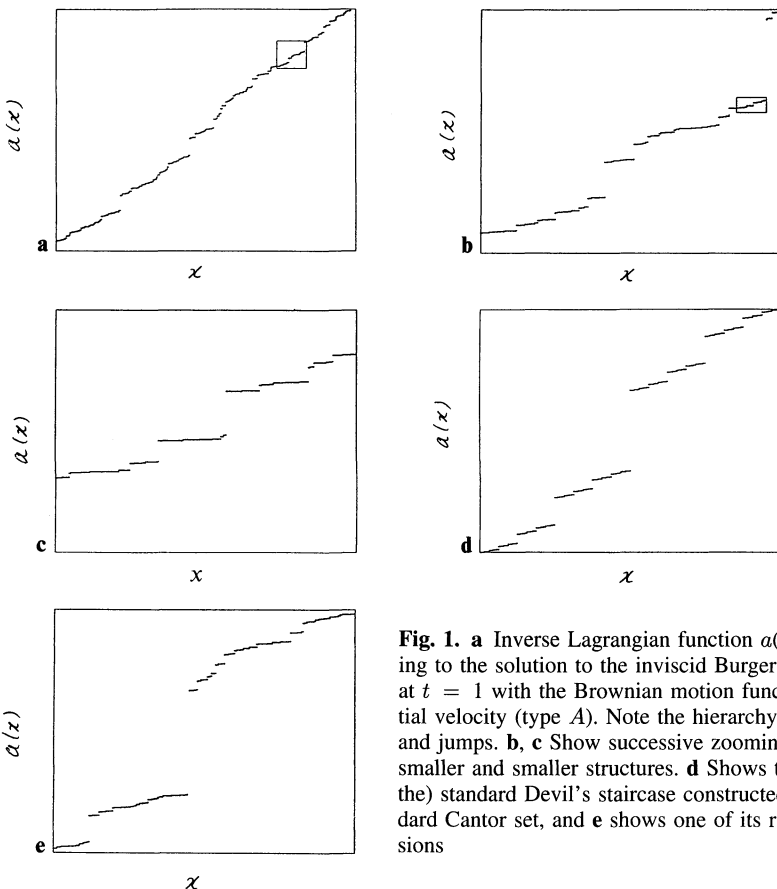 a(x)
a
x
a(x)
b
x
a(x)
c
x
a(x)
d
x
a(x)
e
x
Fig. 1. a Inverse Lagrangian function a(
ing to the solution to the inviscid Burger
at t = 1 with the Brownian motion func
tial velocity (type A). Note the hierarchy
and jumps. b, c Show successive zoomin
smaller and smaller structures. d Shows t
the) standard Devil's staircase constructe
dard Cantor set, and e shows one of its r
sions